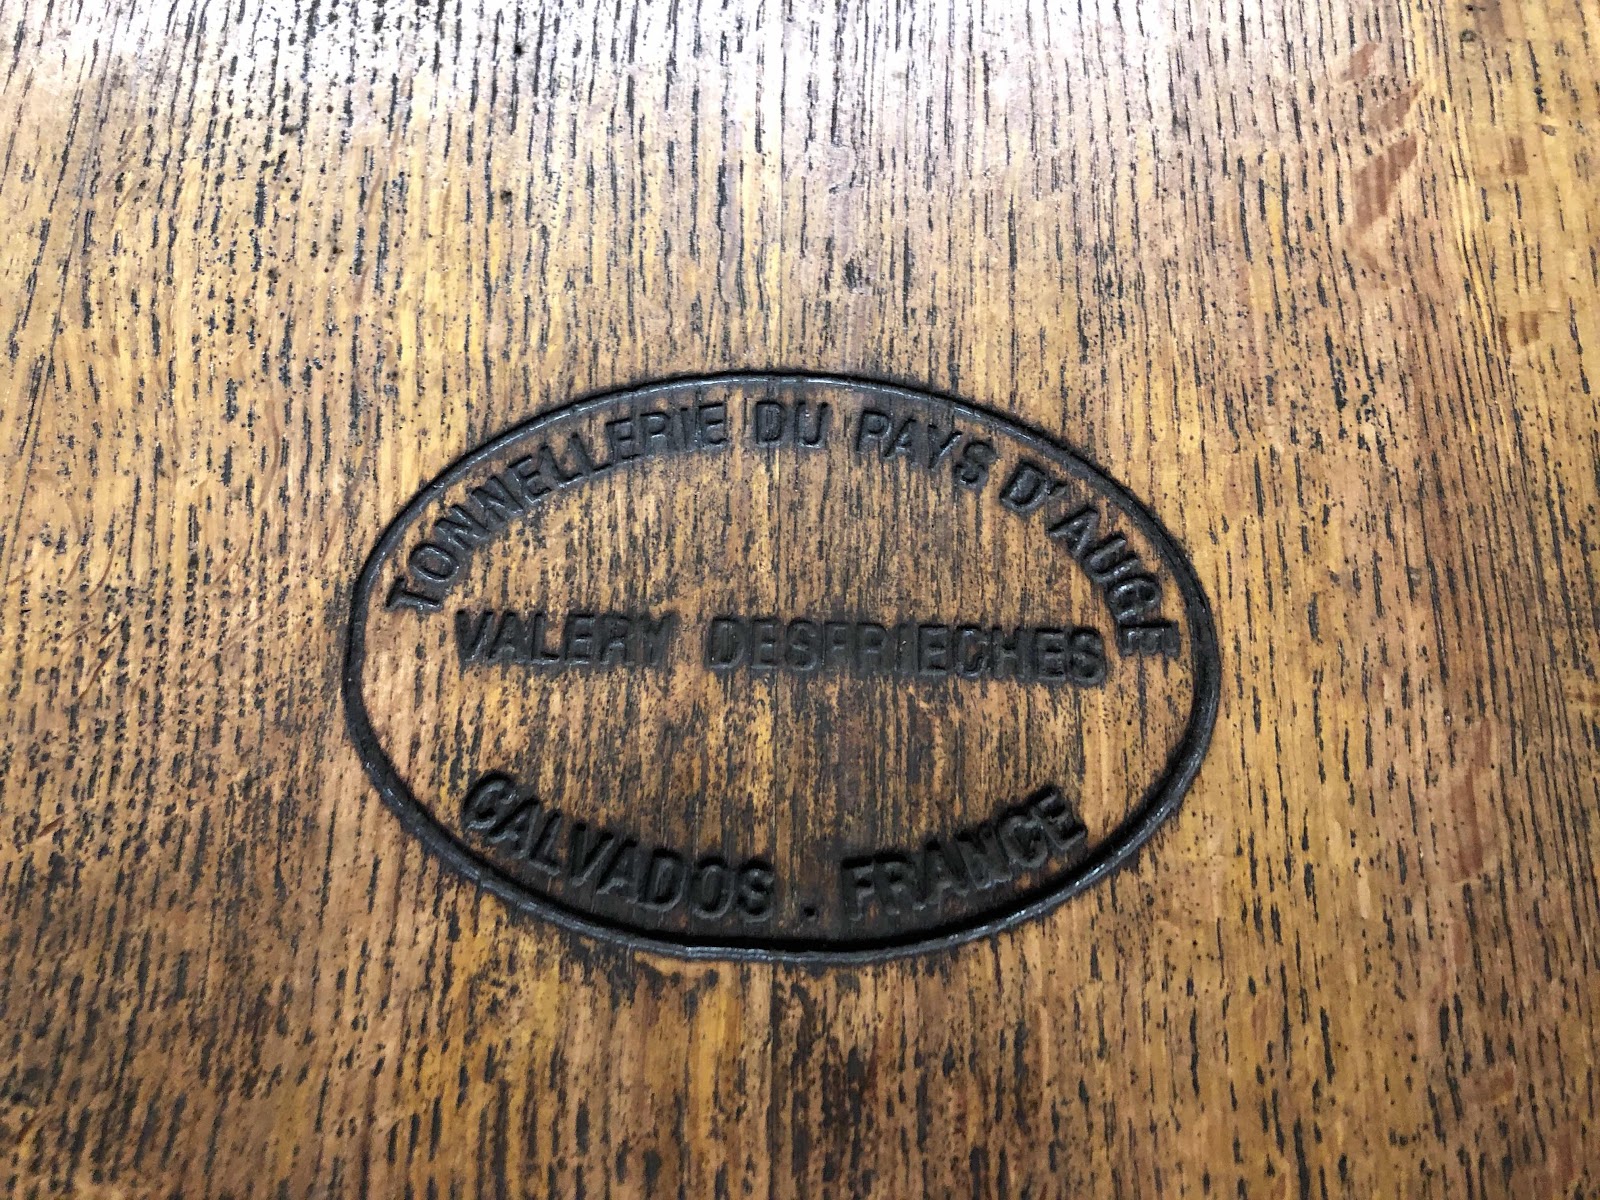 TONNELLERIE DU PAYS D'AUGE
VALERY DESFRIECHES
CALVADOS . FRANCE